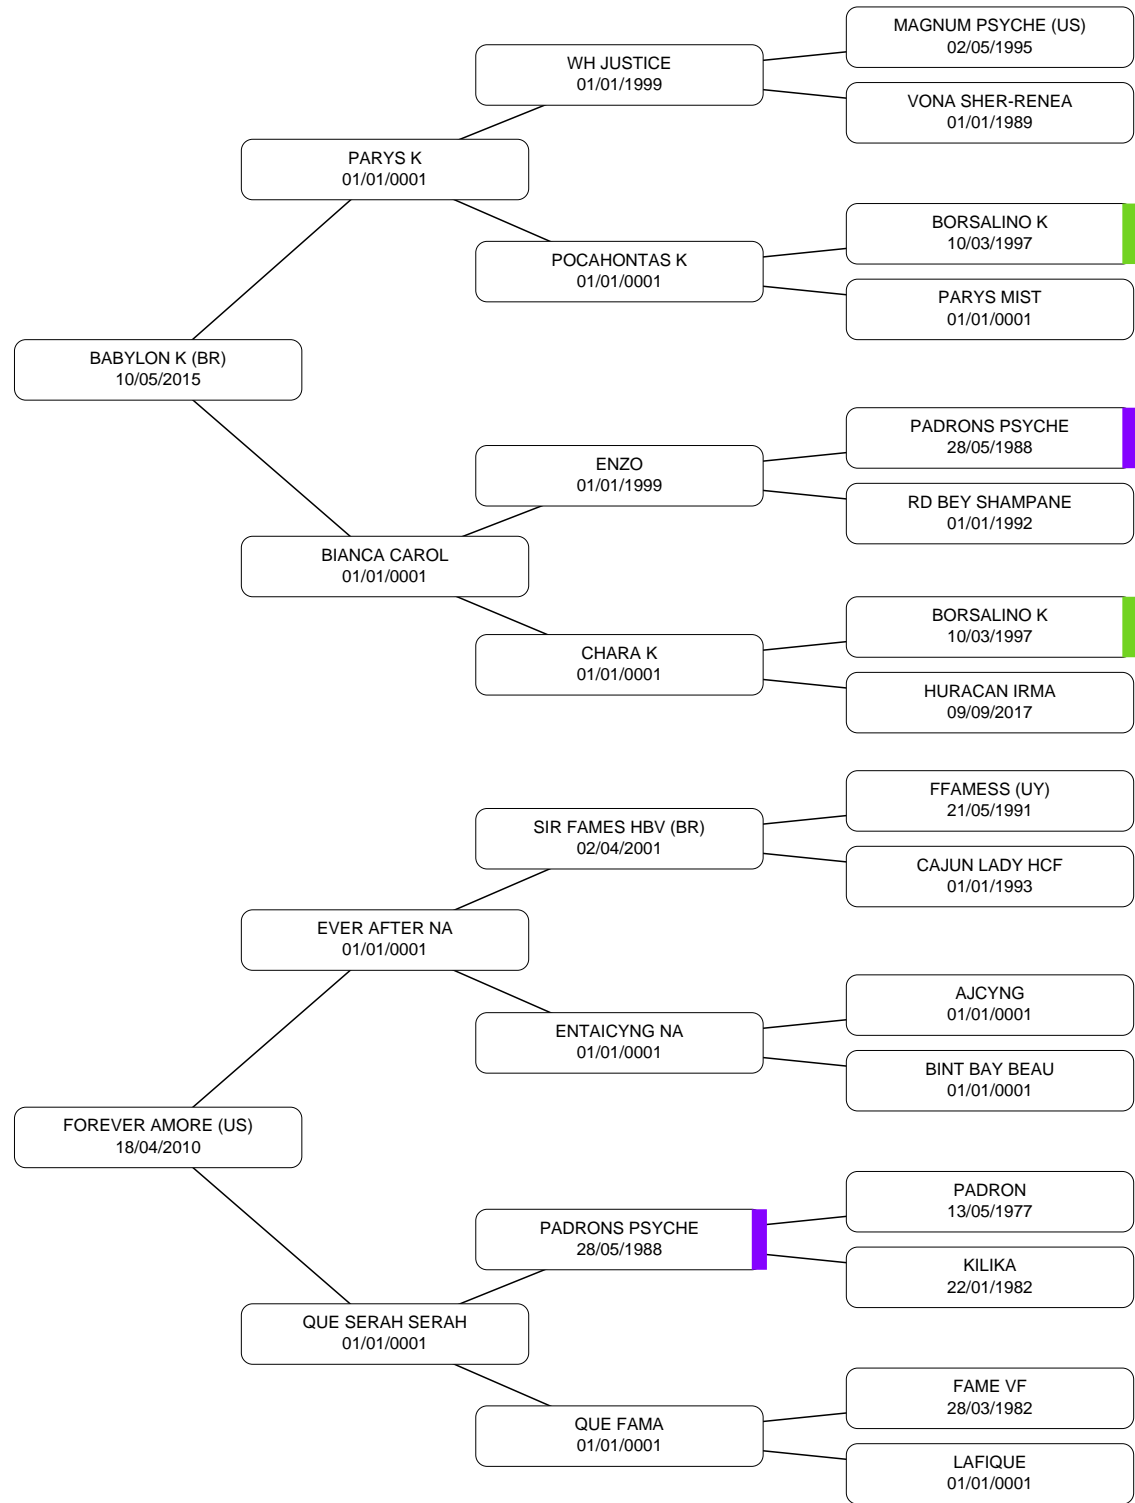 MAGNUM PSYCHE (US)
02/05/1995
WH JUSTICE
01/01/1999
VONA SHER-RENEA
01/01/1989
PARYS K
01/01/0001
BORSALINO K
10/03/1997
POCAHONTAS K
01/01/0001
PARYS MIST
01/01/0001
BABYLON K (BR)
10/05/2015
PADRONS PSYCHE
28/05/1988
ENZO
01/01/1999
RD BEY SHAMPANE
01/01/1992
BIANCA CAROL
01/01/0001
BORSALINO K
10/03/1997
CHARA K
01/01/0001
HURACAN IRMA
09/09/2017
FFAMESS (UY)
21/05/1991
SIR FAMES HBV (BR)
02/04/2001
CAJUN LADY HCF
01/01/1993
EVER AFTER NA
01/01/0001
AJCYNG
01/01/0001
ENTAICYNG NA
01/01/0001
BINT BAY BEAU
01/01/0001
FOREVER AMORE (US)
18/04/2010
PADRON
13/05/1977
PADRONS PSYCHE
28/05/1988
KILIKA
22/01/1982
QUE SERAH SERAH
01/01/0001
FAME VF
28/03/1982
QUE FAMA
01/01/0001
LAFIQUE
01/01/0001